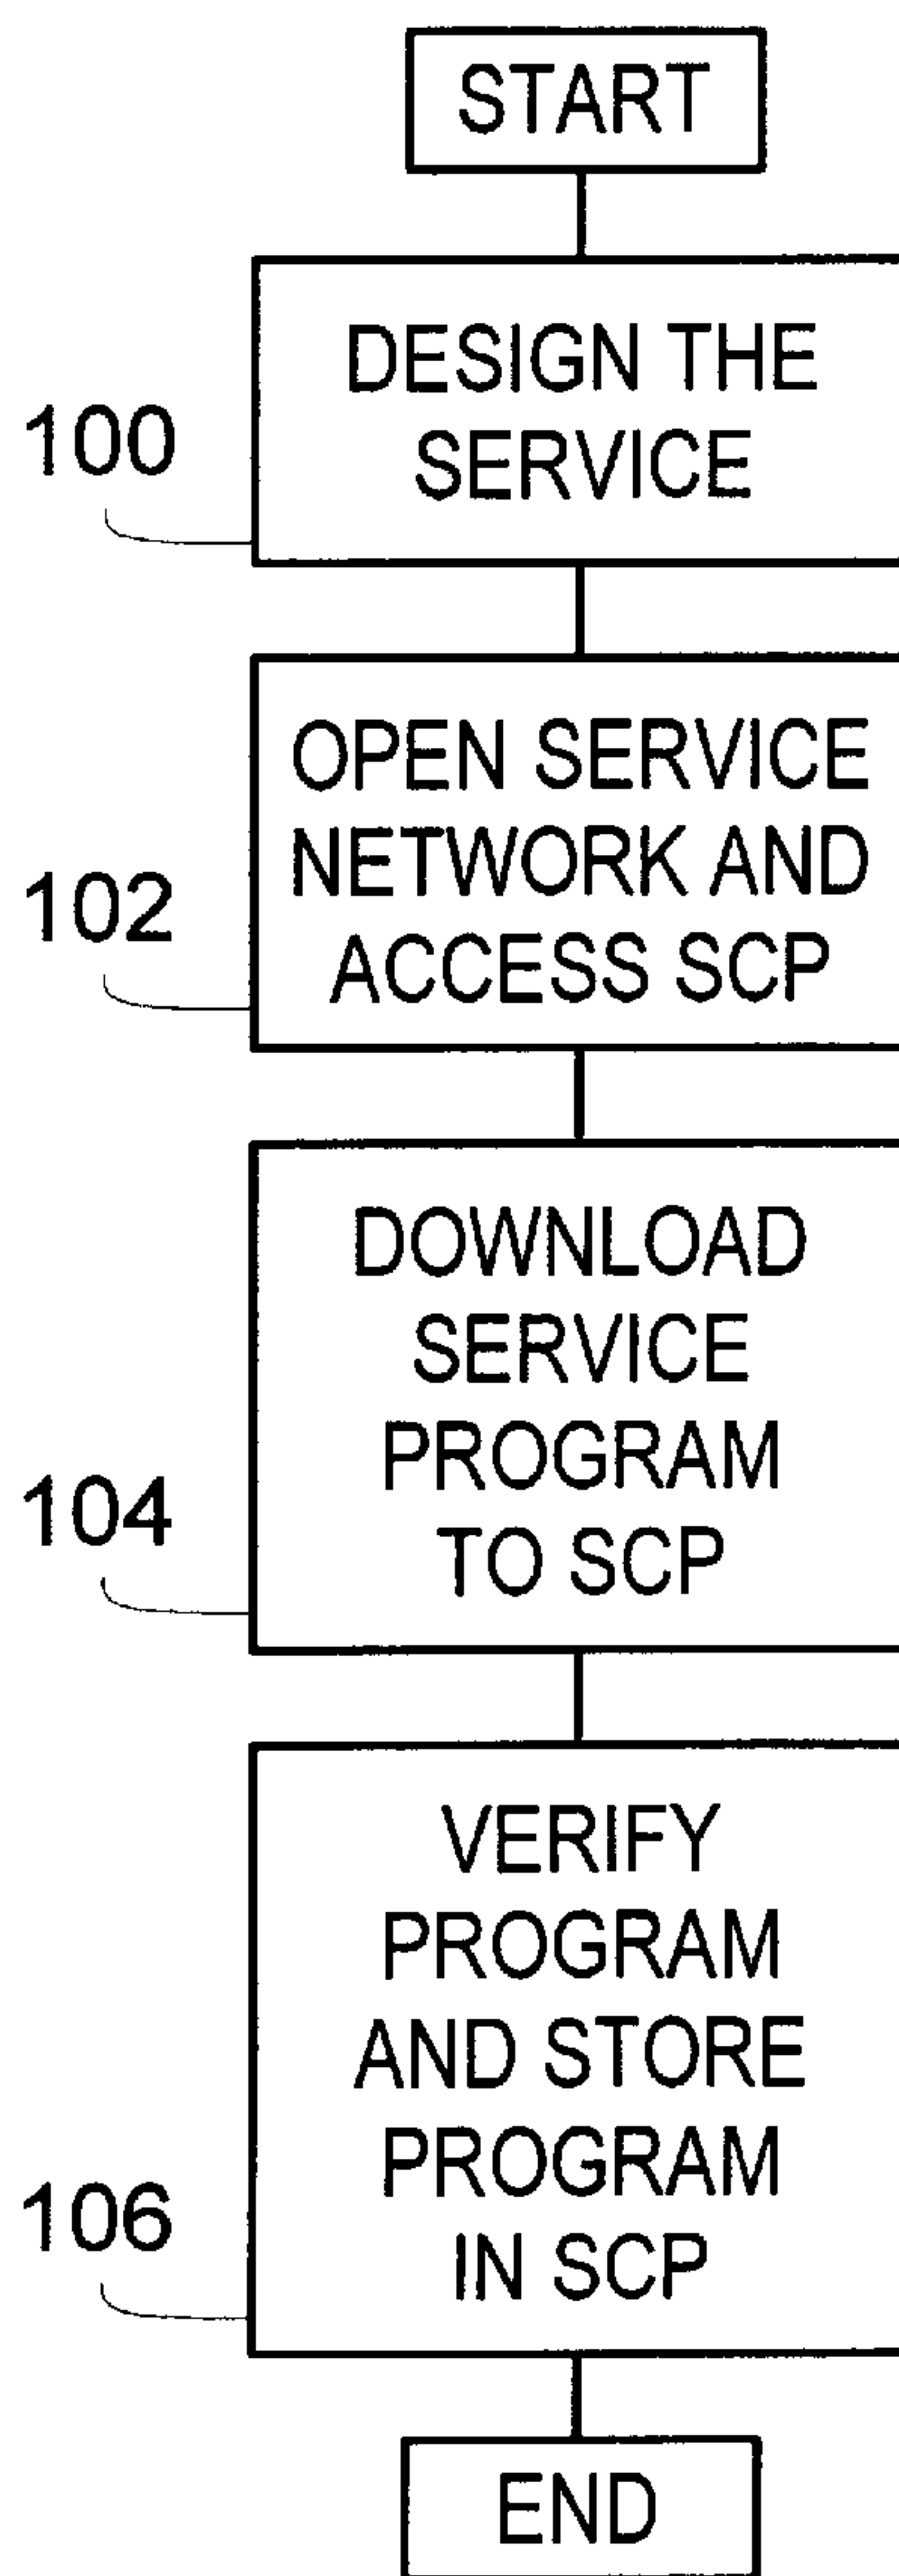 START
DESIGN THE
SERVICE
100
OPEN SERVICE
NETWORK AND
ACCESS SCP
102
DOWNLOAD
SERVICE
PROGRAM
TO SCP
104
VERIFY
PROGRAM
AND STORE
PROGRAM
IN SCP
106
END